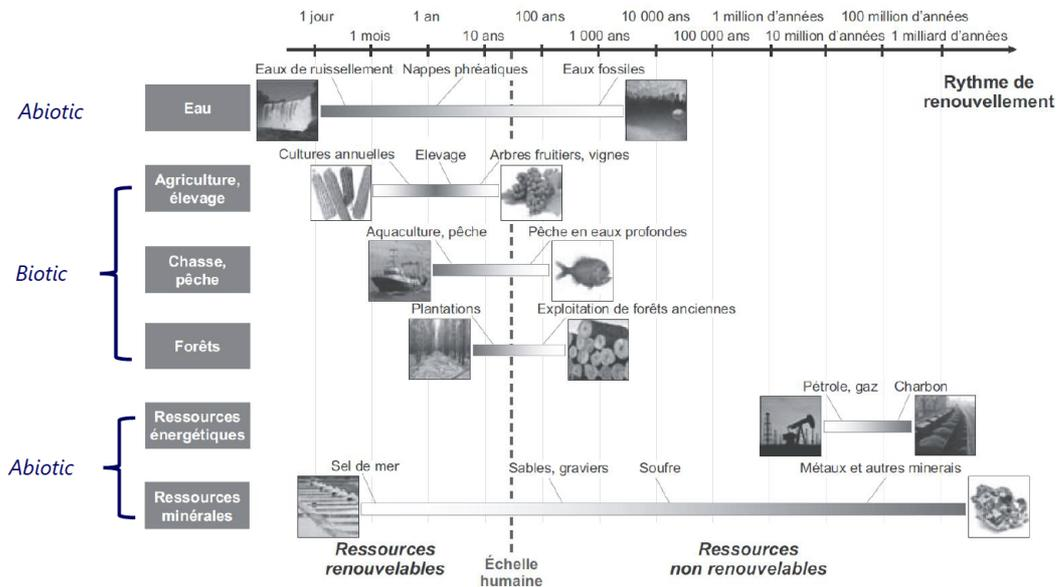 1 jour 1 an 100 ans 10 000 ans 1 million d'années 100 million d'années
1 mois 10 ans 1 000 ans 100 000 ans 10 million d'années 1 milliard d'années
Rythme de
renouvellement
Abiotic
Eau
Eaux de ruissellement Nappes phréatiques Eaux fossiles
Biotic
Agriculture,
élevage
Cultures annuelles Elevage Arbres fruitiers, vignes
Chasse,
pêche
Aquaculture, pêche Pêche en eaux profondes
Forêts
Plantations Exploitation de forêts anciennes
Abiotic
Ressources
énergétiques
Pétrole, gaz Charbon
Ressources
minérales
Sel de mer Sables, graviers Soufre Métaux et autres minerais
Ressources
renouvelables
Échelle
humaine
Ressources
non renouvelables